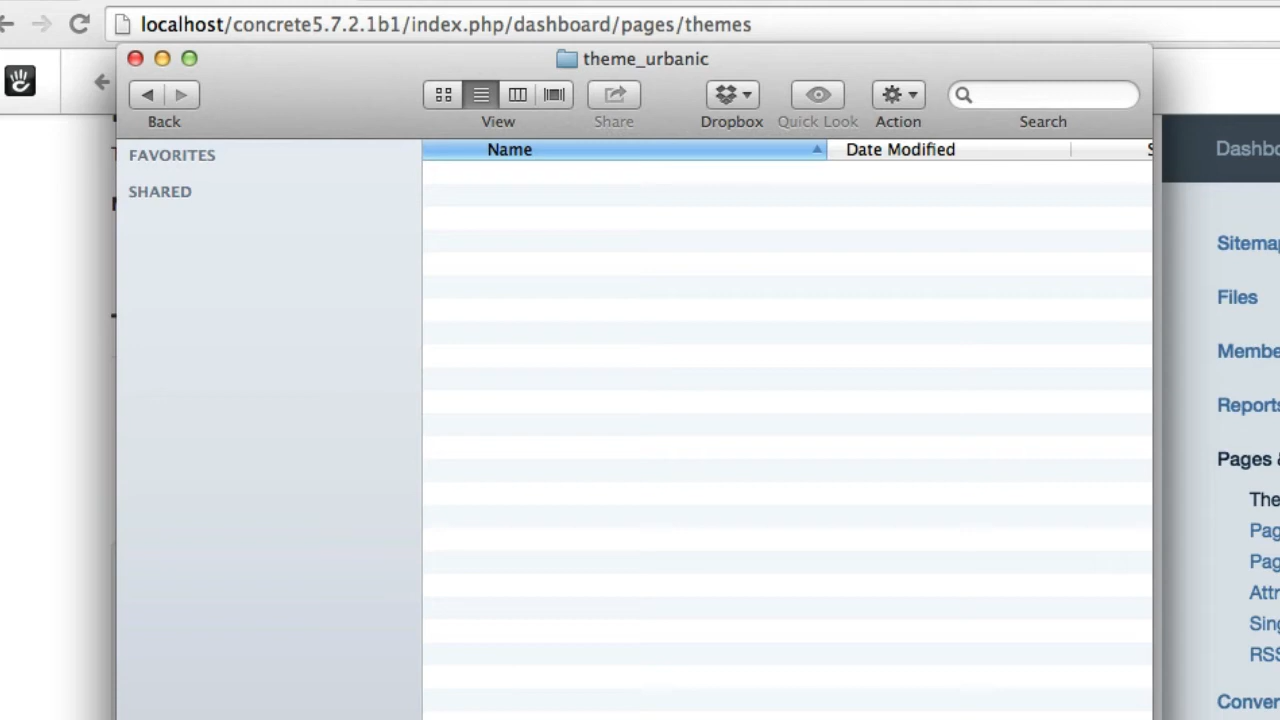 localhost/concrete5.7.2.1b1/index.php/dashboard/pages/themes
theme_urbanic
Back
View
Share
Dropbox
Quick Look
Action
Search
FAVORITES
SHARED
Name
Date Modified
Dashbo
Sitemap
Files
Membe
Reports
Pages &
The
Pag
Pag
Attr
Sing
RSS
Conver